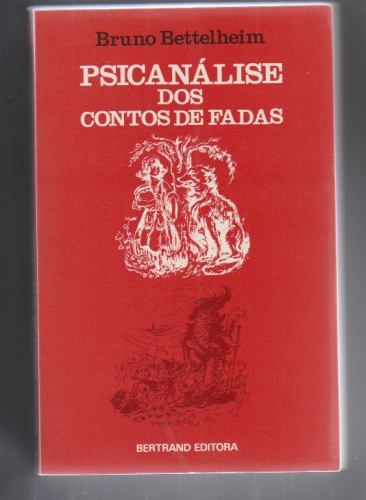 Bruno Bettelheim
PSICANÁLISE
DOS
CONTOS DE FADAS
BERTRAND EDITORA